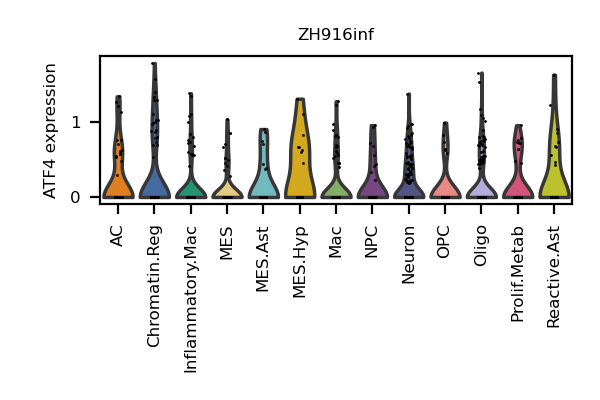 ZH916inf
ATF4 expression
1
0
AC
Chromatin.Reg
Inflammatory.Mac
MES
MES.Ast
MES.Hyp
Mac
NPC
Neuron
OPC
Oligo
Prolif.Metab
Reactive.Ast